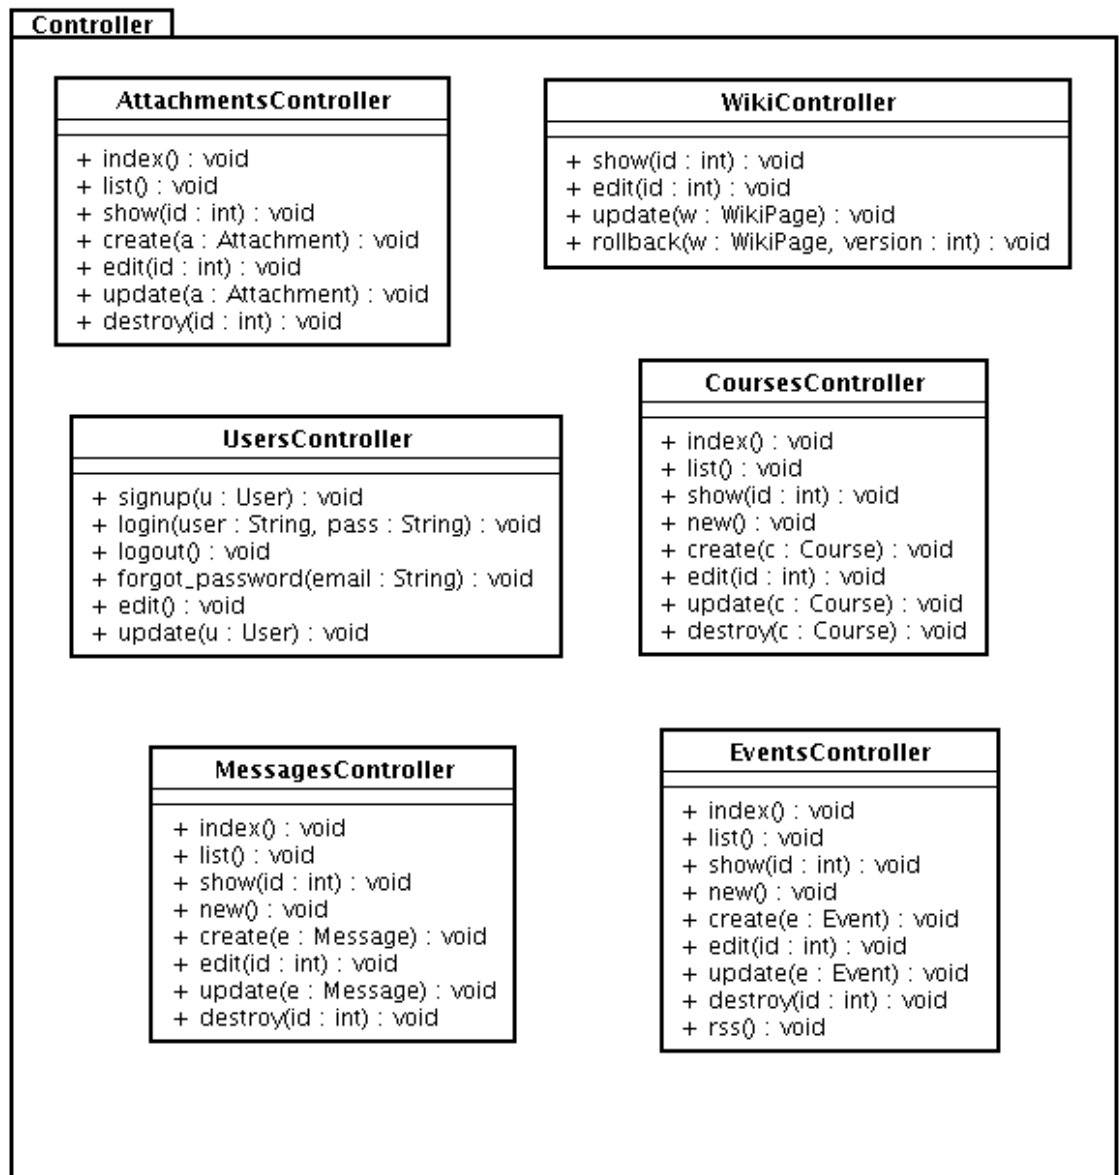 Controller
AttachmentsController
+ index() : void
+ list() : void
+ show(id : int) : void
+ create(a : Attachment) : void
+ edit(id : int) : void
+ update(a : Attachment) : void
+ destroy(id : int) : void
WikiController
+ show(id : int) : void
+ edit(id : int) : void
+ update(w : WikiPage) : void
+ rollback(w : WikiPage, version : int) : void
UsersController
+ signup(u : User) : void
+ login(user : String, pass : String) : void
+ logout() : void
+ forgot_password(email : String) : void
+ edit() : void
+ update(u : User) : void
CoursesController
+ index() : void
+ list() : void
+ show(id : int) : void
+ new() : void
+ create(c : Course) : void
+ edit(id : int) : void
+ update(c : Course) : void
+ destroy(c : Course) : void
MessagesController
+ index() : void
+ list() : void
+ show(id : int) : void
+ new() : void
+ create(e : Message) : void
+ edit(id : int) : void
+ update(e : Message) : void
+ destroy(id : int) : void
EventsController
+ index() : void
+ list() : void
+ show(id : int) : void
+ new() : void
+ create(e : Event) : void
+ edit(id : int) : void
+ update(e : Event) : void
+ destroy(id : int) : void
+ rss() : void